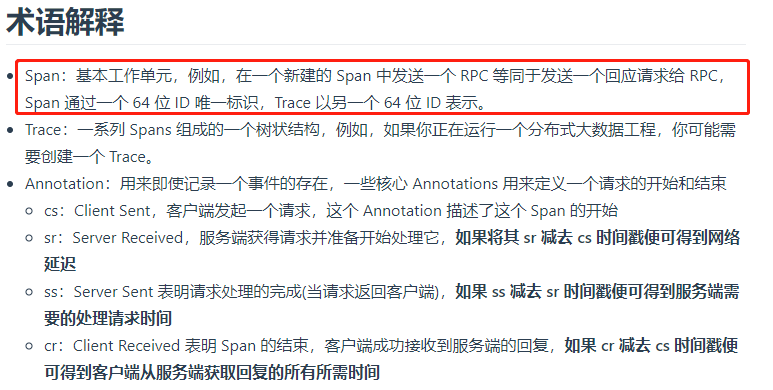 术语解释
Span：基本工作单元，例如，在一个新建的 Span 中发送一个 RPC 等同于发送一个回应请求给 RPC，
Span 通过一个 64 位 ID 唯一标识，Trace 以另一个 64 位 ID 表示。
Trace：一系列 Spans 组成的一个树状结构，例如，如果你正在运行一个分布式大数据工程，你可能需
要创建一个 Trace。
Annotation：用来即使记录一个事件的存在，一些核心 Annotations 用来定义一个请求的开始和结束
cs：Client Sent，客户端发起一个请求，这个 Annotation 描述了这个 Span 的开始
sr：Server Received，服务端获得请求并准备开始处理它，如果将其 sr 减去 cs 时间戳便可得到网络
延迟
ss：Server Sent 表明请求处理的完成(当请求返回客户端)，如果 ss 减去 sr 时间戳便可得到服务端需
要的处理请求时间
cr：Client Received 表明 Span 的结束，客户端成功接收到服务端的回复，如果 cr 减去 cs 时间戳便
可得到客户端从服务端获取回复的所有所需时间